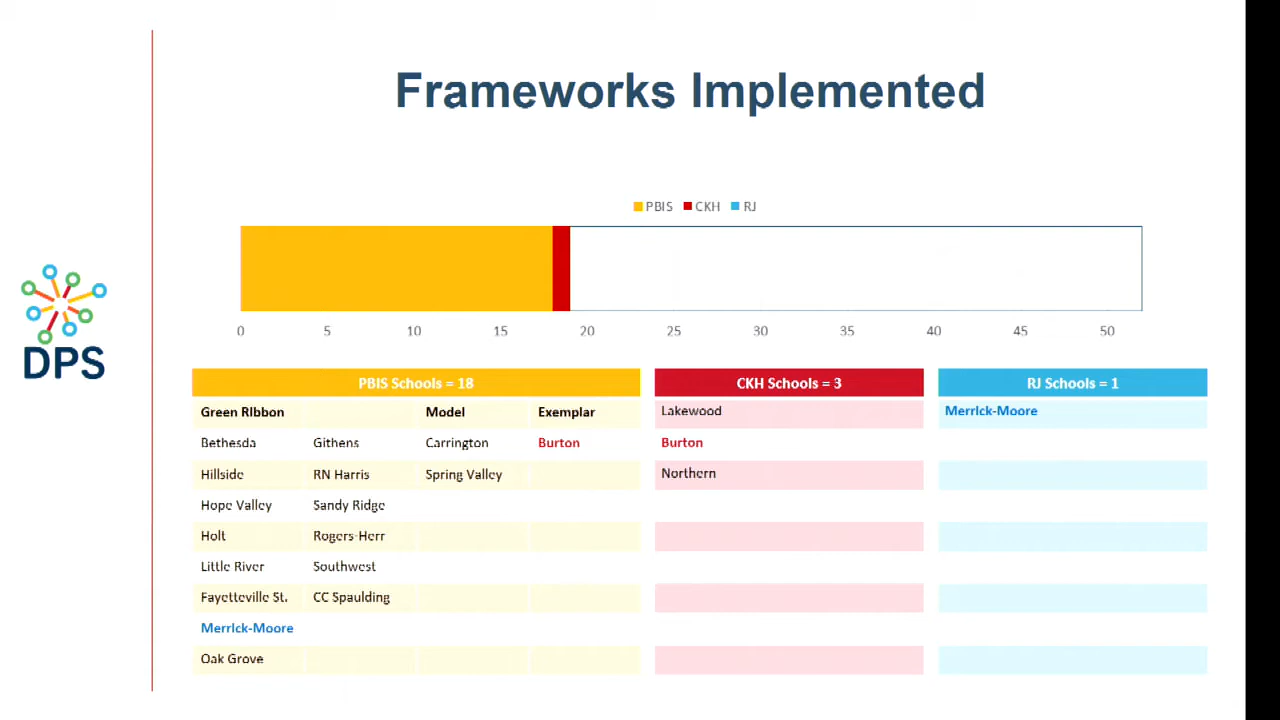 Frameworks Implemented
PBIS CKH RJ
0 5 10 15 20 25 30 35 40 45 50
DPS
PBIS Schools = 18 CKH Schools = 3 RJ Schools = 1
Green Ribbon Model Exemplar Lakewood Merrick-Moore
Bethesda Githens Carrington Burton Burton
Hillside RN Harris Spring Valley Northern
Hope Valley Sandy Ridge
Holt Rogers-Herr
Little River Southwest
Fayetteville St. CC Spaulding
Merrick-Moore
Oak Grove